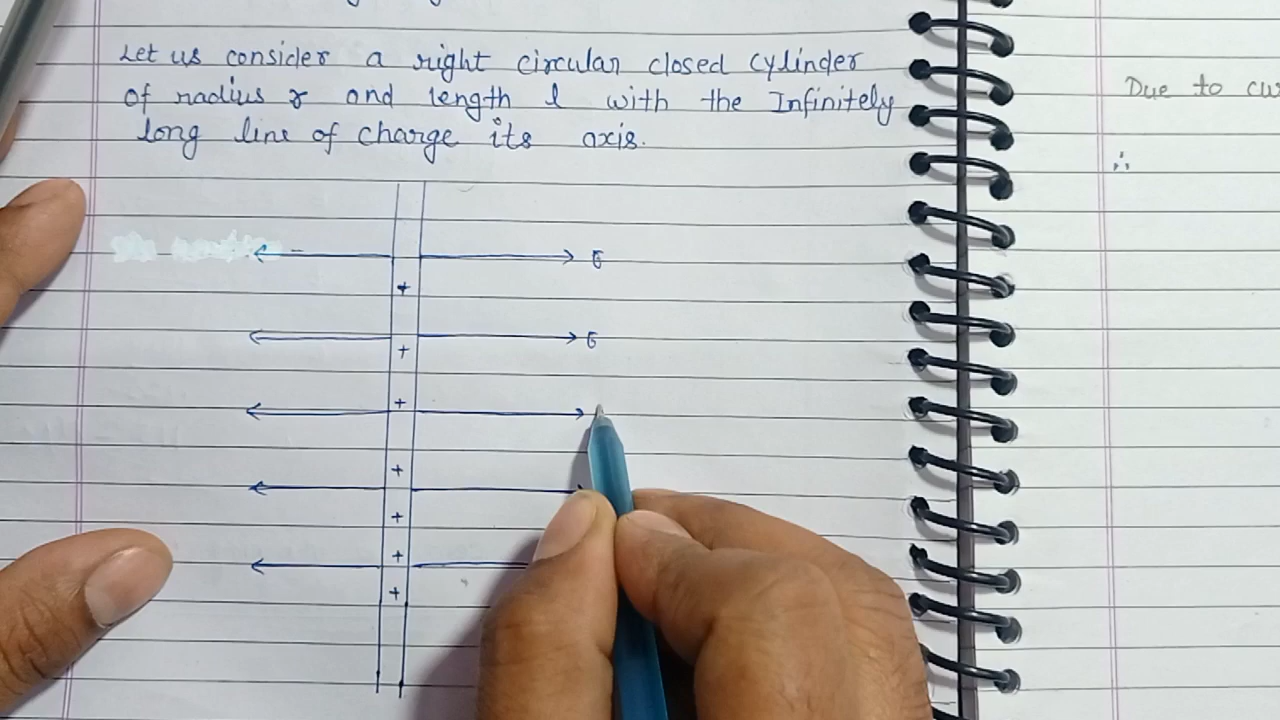 Let us consider a right circular closed cylinder
of radius r and length l with the Infinitely
long line of charge its axis.
E
+
E
+
+
+
+
+
+
Due to
∴